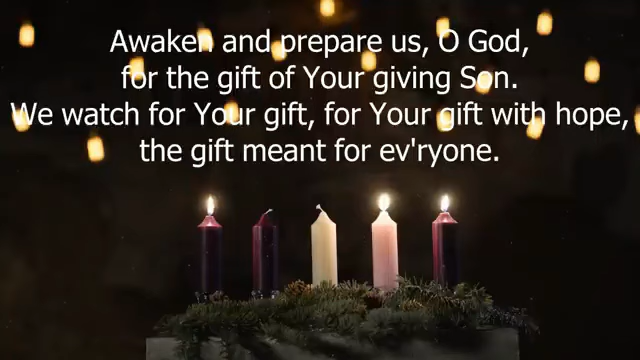 Awaken and prepare us, O God,
for the gift of Your giving Son.
We watch for Your gift, for Your gift with hope,
the gift meant for ev'ryone.